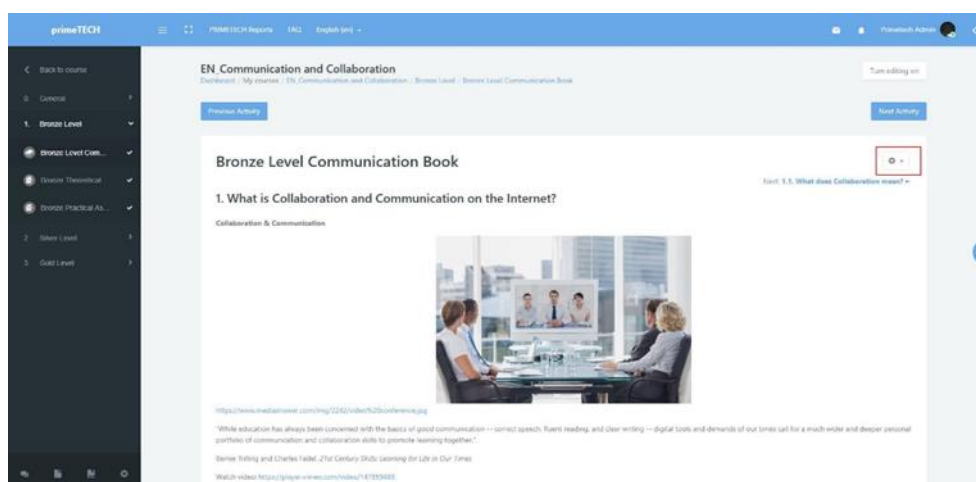 primeTECH
PRIMETECH Reports FAQ English (en)
Primetech Admin
Back to course
0. General
1. Bronze Level
Bronze Level Com...
Bronze Theoretical
Bronze Practical As...
2. Silver Level
3. Gold Level
EN_Communication and Collaboration
Dashboard / My courses / EN_Communication and Collaboration / Bronze Level / Bronze Level Communication Book
Turn editing on
Previous Activity
Next Activity
Bronze Level Communication Book
Next: 1.1. What does Collaboration mean?
1. What is Collaboration and Communication on the Internet?
Collaboration & Communication
"While education has always been concerned with the basics of good communication — correct speech, fluent reading, and clear writing — digital tools and demands of our times call for a much wider and deeper personal
portfolio of communication and collaboration skills to promote learning together."
Bernie Trilling and Charles Fadel, 21st Century Skills: Learning for Life in Our Times
Watch video: